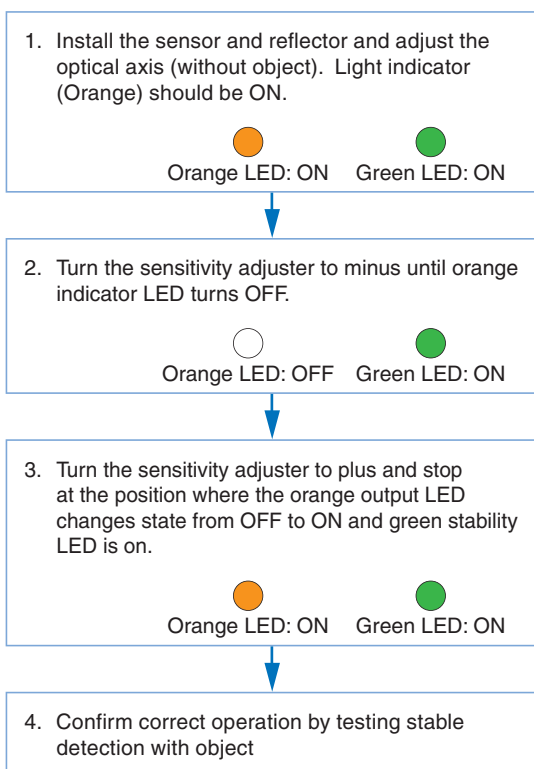 1. Install the sensor and reflector and adjust the
optical axis (without object).  Light indicator
(Orange) should be ON.
Orange LED: ON Green LED: ON
2. Turn the sensitivity adjuster to minus until orange
indicator LED turns OFF.
Orange LED: OFF Green LED: ON
3. Turn the sensitivity adjuster to plus and stop
at the position where the orange output LED
changes state from OFF to ON and green stability
LED is on.
Orange LED: ON Green LED: ON
4. Confirm correct operation by testing stable
detection with object